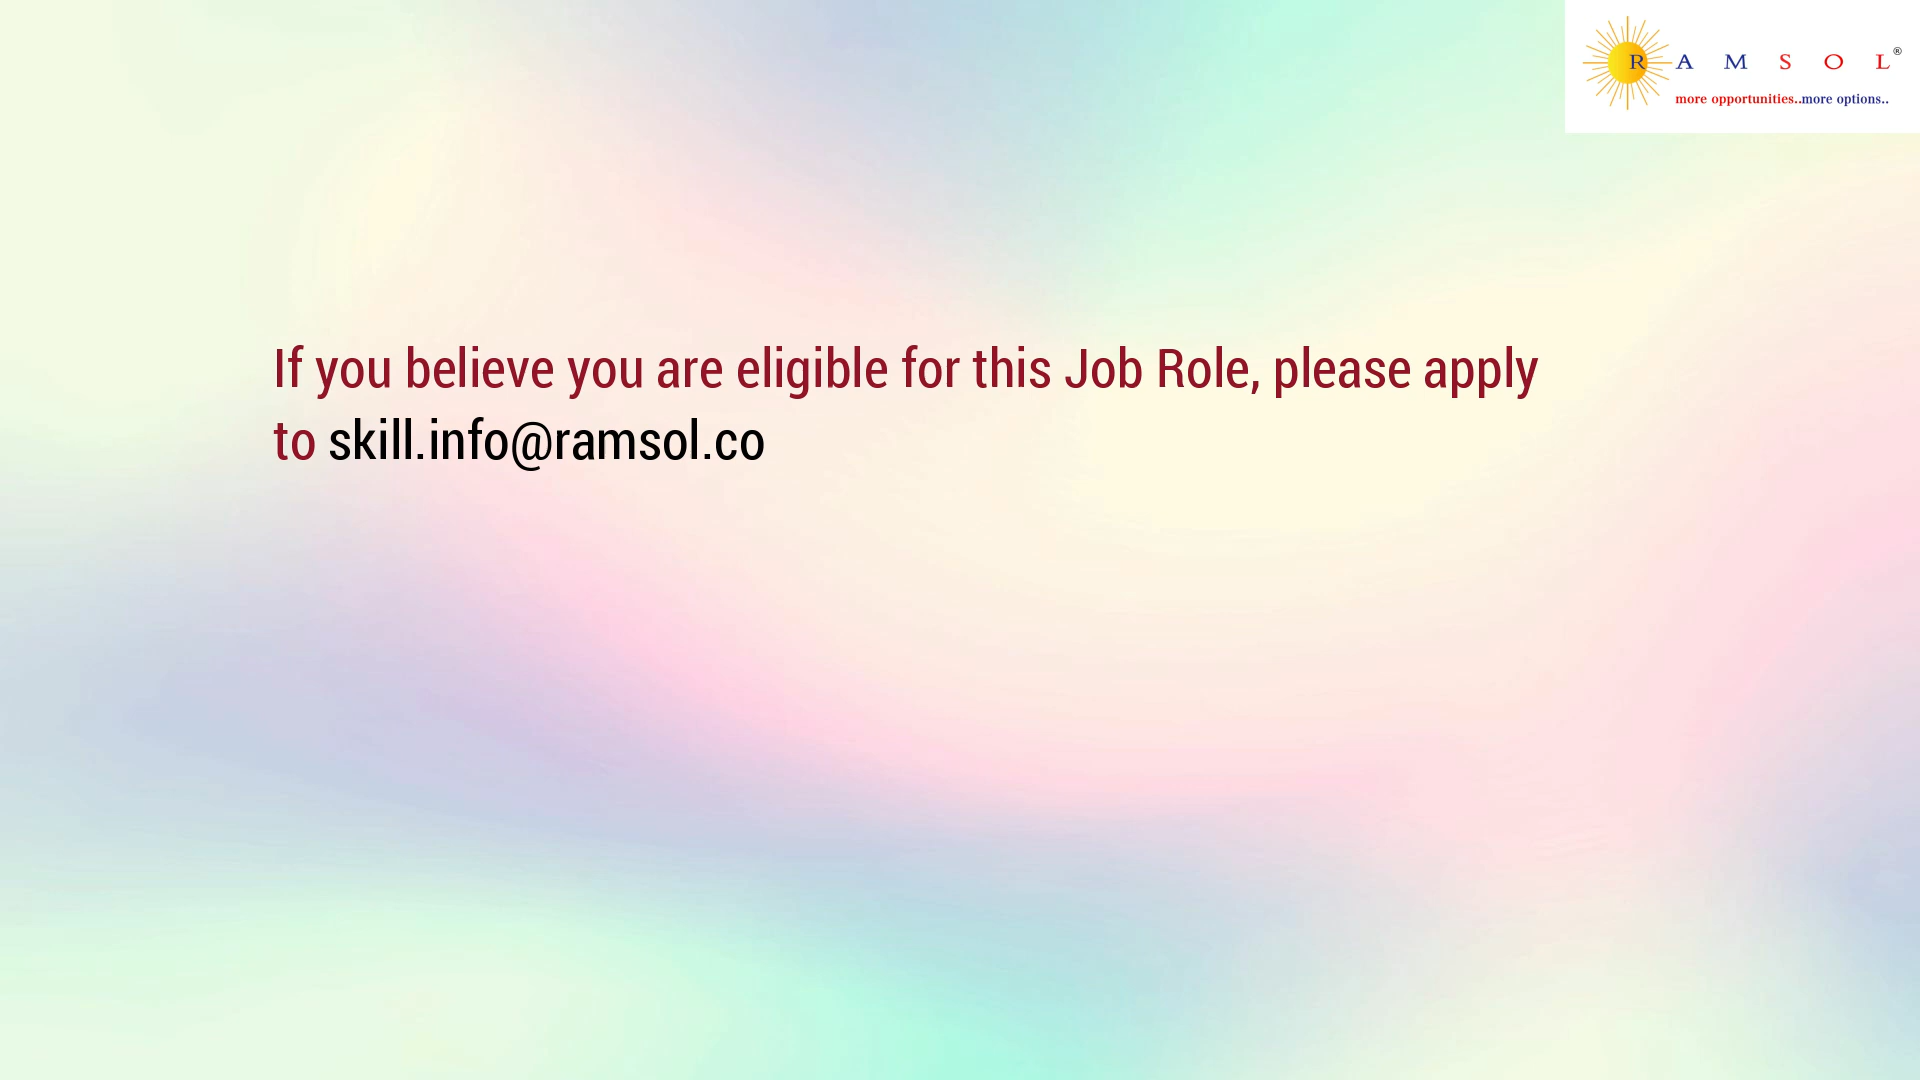 R A M S O L®
more opportunities..more options..
If you believe you are eligible for this Job Role, please apply
to skill.info@ramsol.co